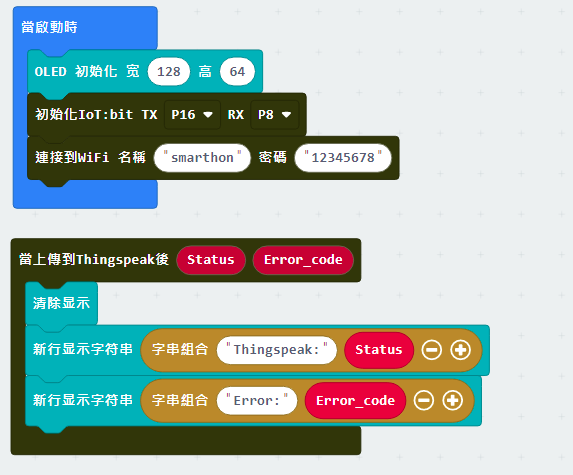 當啟動時
OLED 初始化 宽 128 高 64
初始化IoT:bit TX P16 RX P8
連接到WiFi 名稱 "smarthon" 密碼 "12345678"
當上傳到Thingspeak後 Status Error_code
清除显示
新行显示字符串 字串組合 "Thingspeak:" Status
新行显示字符串 字串組合 "Error:" Error_code